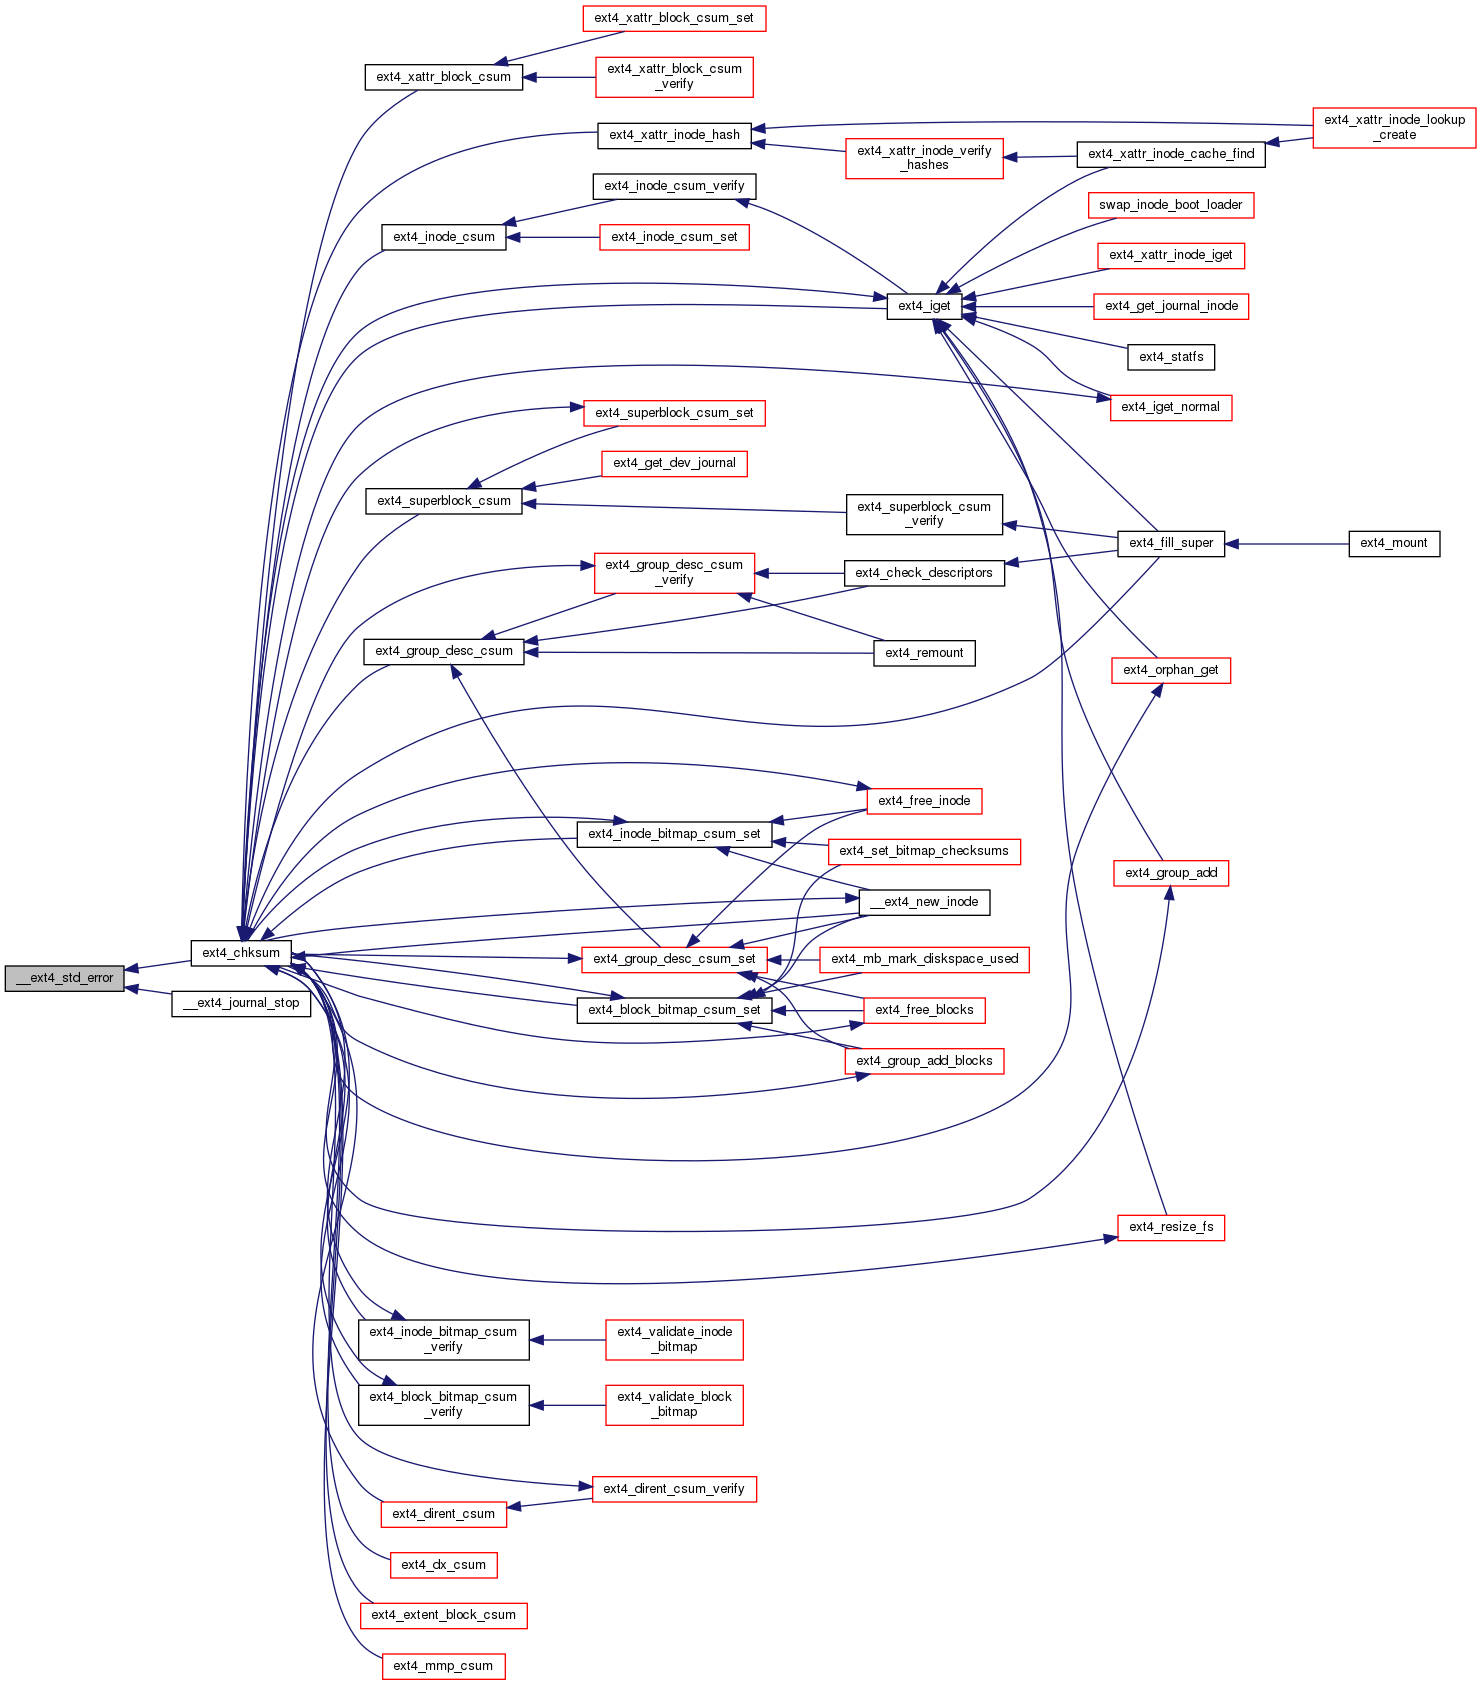 ext4_xattr_block_csum_set
ext4_xattr_block_csum
ext4_xattr_block_csum
_verify
ext4_xattr_inode_hash
ext4_xattr_inode_lookup
_create
ext4_xattr_inode_verify
_hashes
ext4_xattr_inode_cache_find
ext4_inode_csum_verify
swap_inode_boot_loader
ext4_inode_csum
ext4_inode_csum_set
ext4_xattr_inode_iget
ext4_iget
ext4_get_journal_inode
ext4_statfs
ext4_iget_normal
ext4_superblock_csum_set
ext4_get_dev_journal
ext4_superblock_csum
ext4_superblock_csum
_verify
ext4_fill_super
ext4_mount
ext4_group_desc_csum
_verify
ext4_check_descriptors
ext4_group_desc_csum
ext4_remount
ext4_orphan_get
ext4_free_inode
ext4_inode_bitmap_csum_set
ext4_set_bitmap_checksums
ext4_group_add
__ext4_new_inode
ext4_chksum
ext4_group_desc_csum_set
ext4_mb_mark_diskspace_used
__ext4_std_error
__ext4_journal_stop
ext4_block_bitmap_csum_set
ext4_free_blocks
ext4_group_add_blocks
ext4_resize_fs
ext4_inode_bitmap_csum
_verify
ext4_validate_inode
_bitmap
ext4_block_bitmap_csum
_verify
ext4_validate_block
_bitmap
ext4_dirent_csum_verify
ext4_dirent_csum
ext4_dx_csum
ext4_extent_block_csum
ext4_mmp_csum